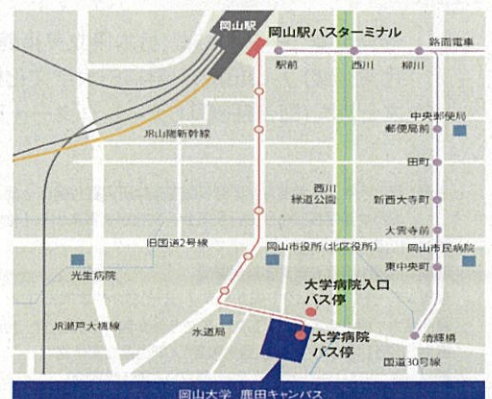 岡山駅
岡山駅バスターミナル
路面電車
駅前
西川
柳川
中央郵便局
郵便局前
JR山陽新幹線
田町
西川
緑道公園
新西大寺町
大雲寺前
旧国道2号線
岡山市役所(北区役所)
岡山市民病院
東中央町
光生病院
大学病院入口
バス停
JR瀬戸大橋線
水道局
大学病院
バス停
清輝橋
国道30号線
岡山大学 鹿田キャンパス